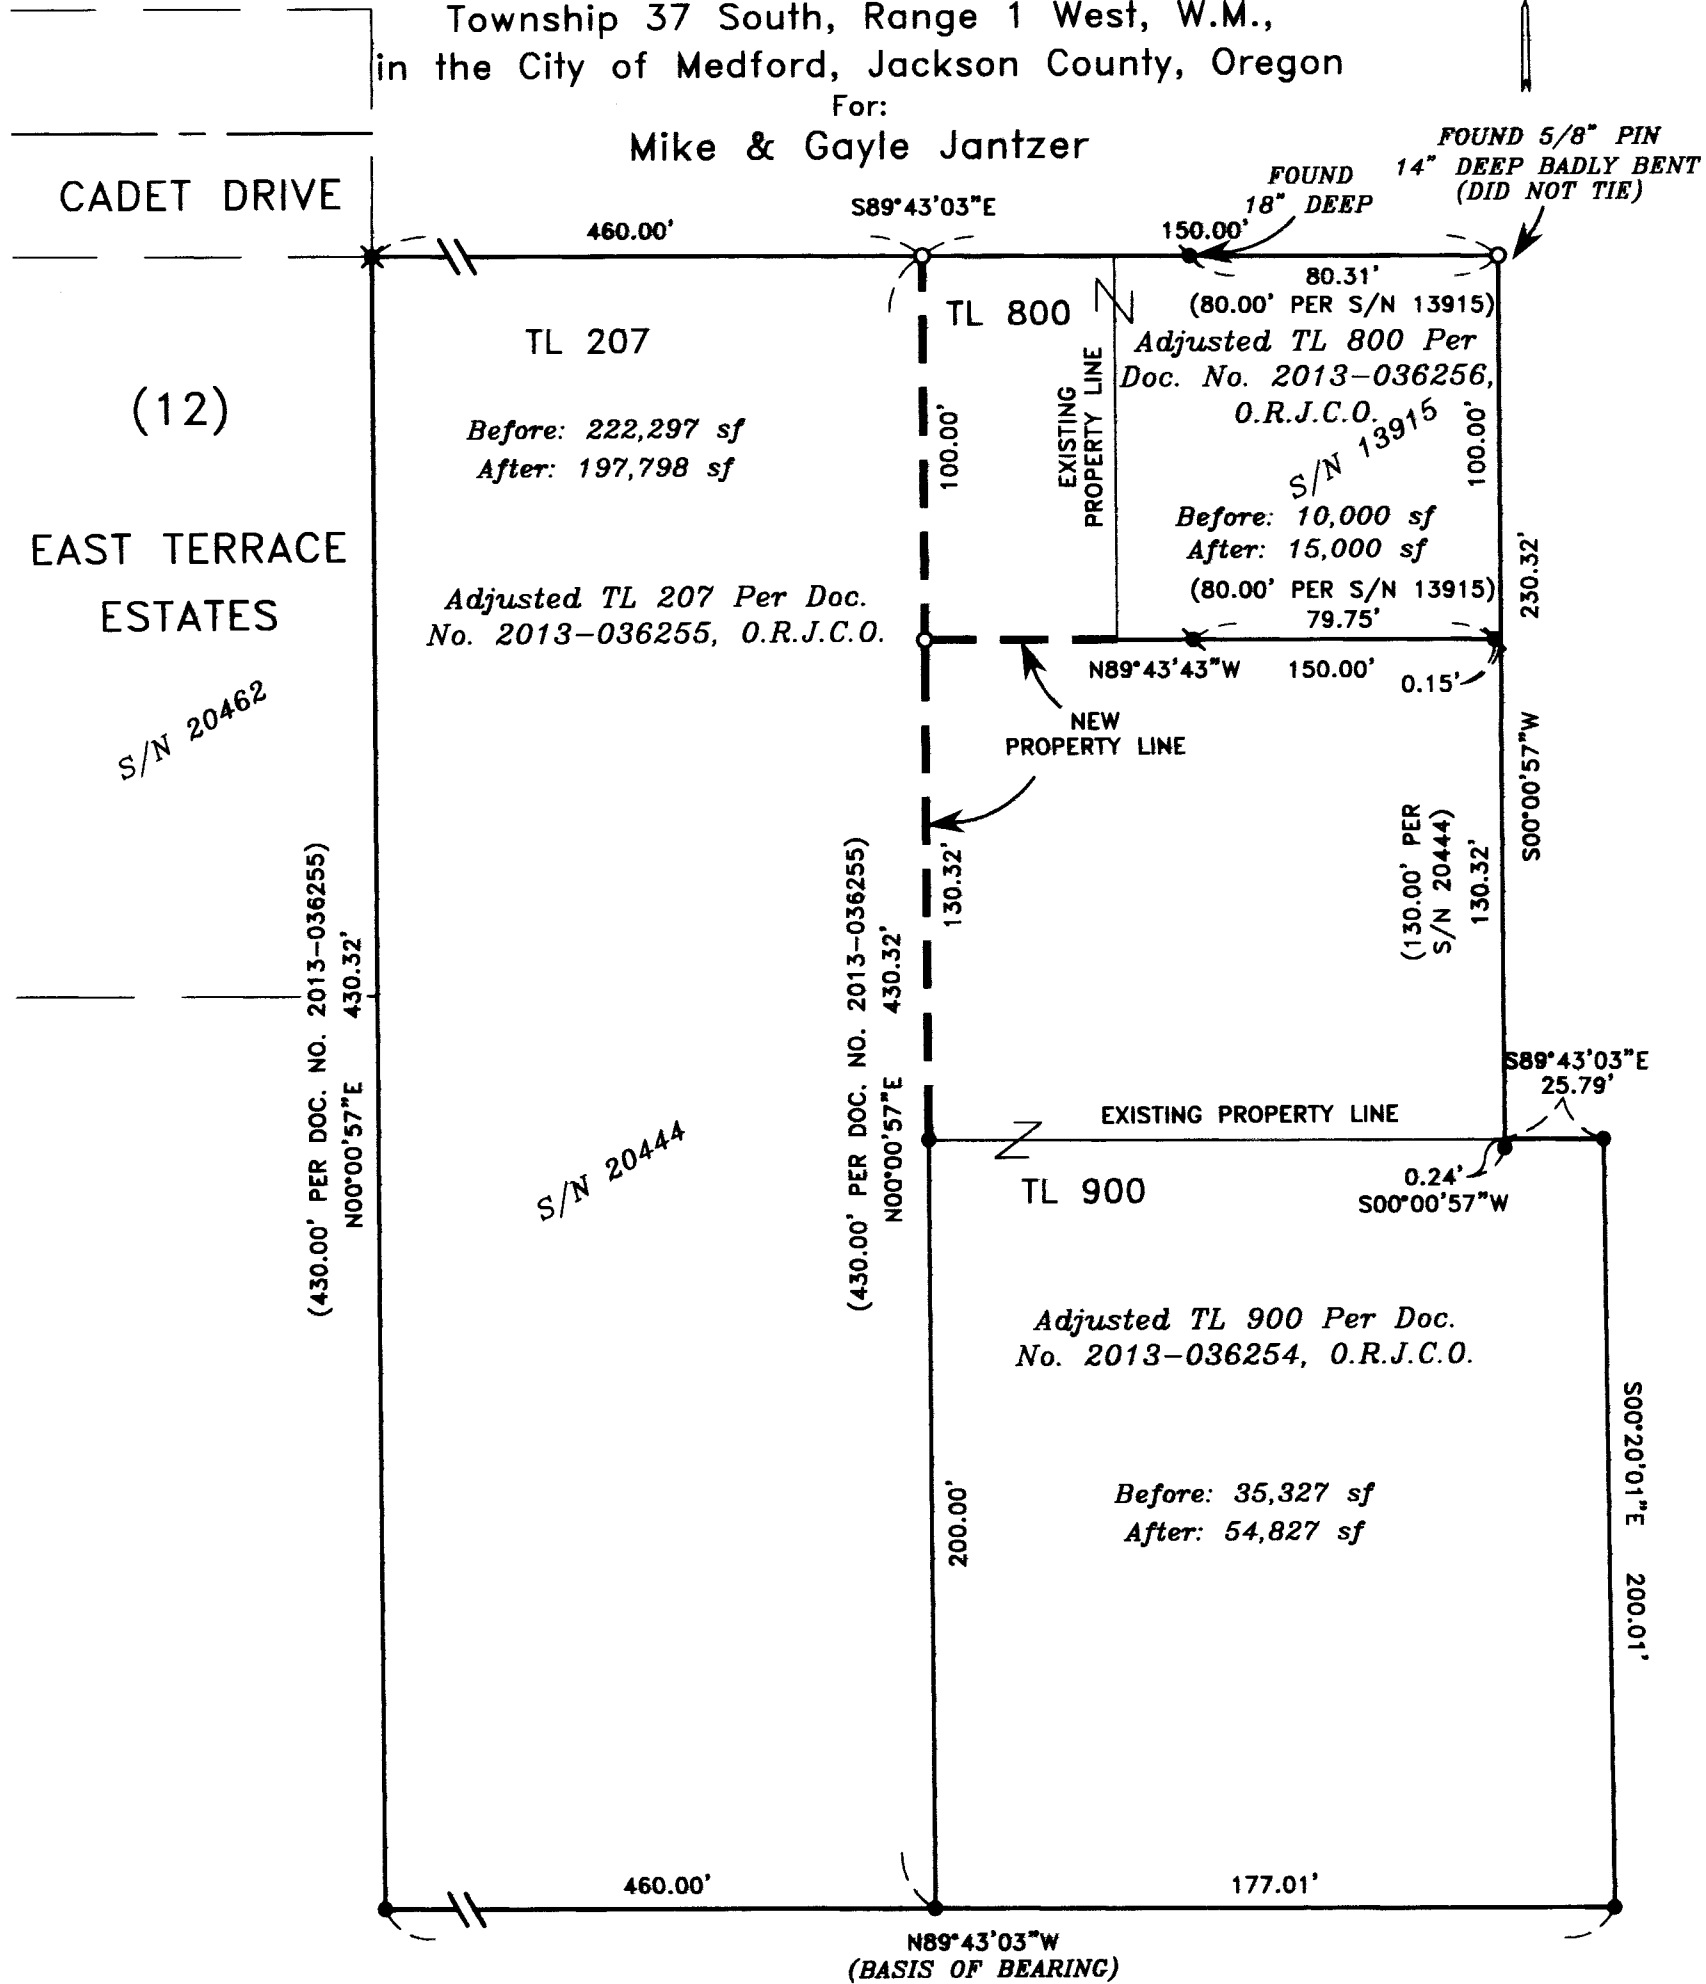 Township 37 South, Range 1 West, W.M.,
in the City of Medford, Jackson County, Oregon
For:
Mike & Gayle Jantzer
FOUND 5/8" PIN
14" DEEP BADLY BENT
(DID NOT TIE)
FOUND
18" DEEP
CADET DRIVE
S89°43'03"E
460.00'
150.00'
80.31'
(80.00' PER S/N 13915)
TL 800
TL 207
Adjusted TL 800 Per
Doc. No. 2013-036256,
O.R.J.C.O.
S/N 13915
EXISTING
PROPERTY LINE
100.00'
100.00'
(12)
Before: 222,297 sf
After: 197,798 sf
Before: 10,000 sf
After: 15,000 sf
(80.00' PER S/N 13915)
79.75'
230.32'
EAST TERRACE
ESTATES
Adjusted TL 207 Per Doc.
No. 2013-036255, O.R.J.C.O.
N89°43'43"W
150.00'
0.15'
S/N 20462
NEW
PROPERTY LINE
S00°00'57"W
(130.00' PER
S/N 20444)
130.32'
130.32'
(430.00' PER DOC. NO. 2013-036255)
N00°00'57"E 430.32'
(430.00' PER DOC. NO. 2013-036255)
N00°00'57"E 430.32'
S89°43'03"E
25.79'
EXISTING PROPERTY LINE
0.24'
S00°00'57"W
TL 900
S/N 20444
Adjusted TL 900 Per Doc.
No. 2013-036254, O.R.J.C.O.
Before: 35,327 sf
After: 54,827 sf
200.00'
S00°20'01"E 200.01'
460.00'
177.01'
N89°43'03"W
(BASIS OF BEARING)